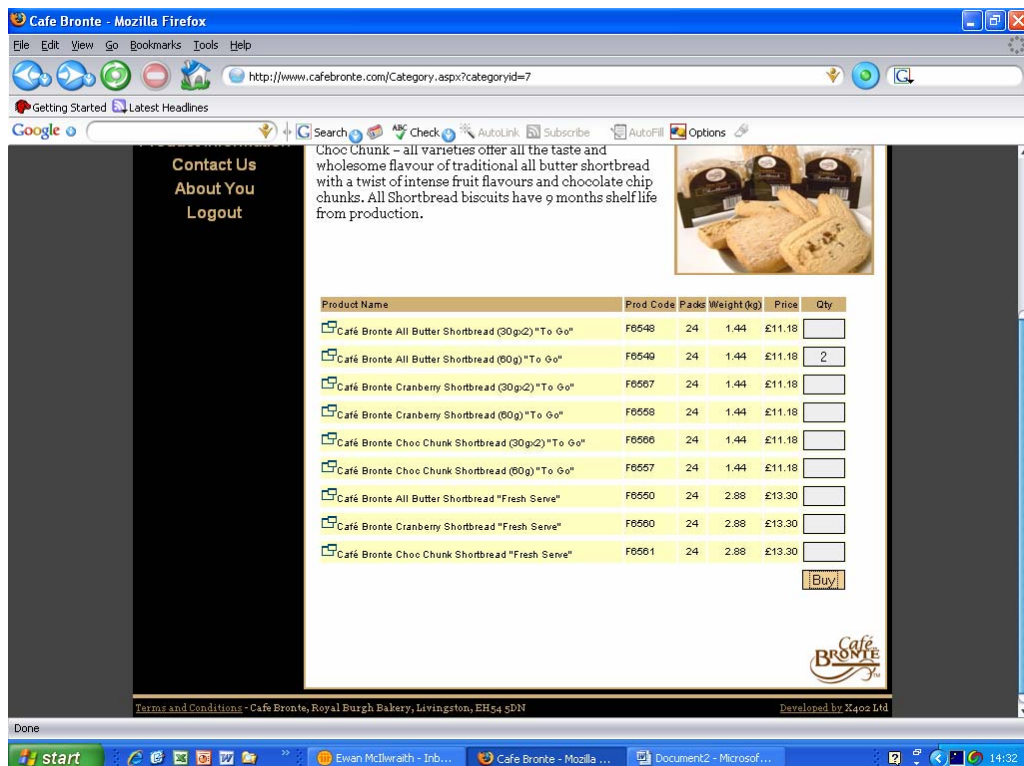 Cafe Bronte - Mozilla Firefox
File Edit View Go Bookmarks Tools Help
http://www.cafebronte.com/Category.aspx?categoryid=7
G
Getting Started Latest Headlines
Google G Search ABC Check AutoLink Subscribe AutoFill Options
Contact Us
About You
Logout
Choc Chunk – all varieties offer all the taste and
wholesome flavour of traditional all butter shortbread
with a twist of intense fruit flavours and chocolate chip
chunks. All Shortbread biscuits have 9 months shelf life
from production.
Product Name Prod Code Packs Weight (kg) Price Qty
Café Bronte All Butter Shortbread (30gx2) "To Go" F6548 24 1.44 £11.18
Café Bronte All Butter Shortbread (60g) "To Go" F6549 24 1.44 £11.18 2
Café Bronte Cranberry Shortbread (30gx2) "To Go" F6567 24 1.44 £11.18
Café Bronte Cranberry Shortbread (60g) "To Go" F6558 24 1.44 £11.18
Café Bronte Choc Chunk Shortbread (30gx2) "To Go" F6566 24 1.44 £11.18
Café Bronte Choc Chunk Shortbread (60g) "To Go" F6557 24 1.44 £11.18
Café Bronte All Butter Shortbread "Fresh Serve" F6550 24 2.88 £13.30
Café Bronte Cranberry Shortbread "Fresh Serve" F6560 24 2.88 £13.30
Café Bronte Choc Chunk Shortbread "Fresh Serve" F6561 24 2.88 £13.30
Buy
Café
BRONTË
TM
Terms and Conditions - Cafe Bronte, Royal Burgh Bakery, Livingston, EH54 5DN Developed by X402 Ltd
Done
start Ewan McIlwraith - Inb... Cafe Bronte - Mozilla ... Document2 - Microsof... 14:32